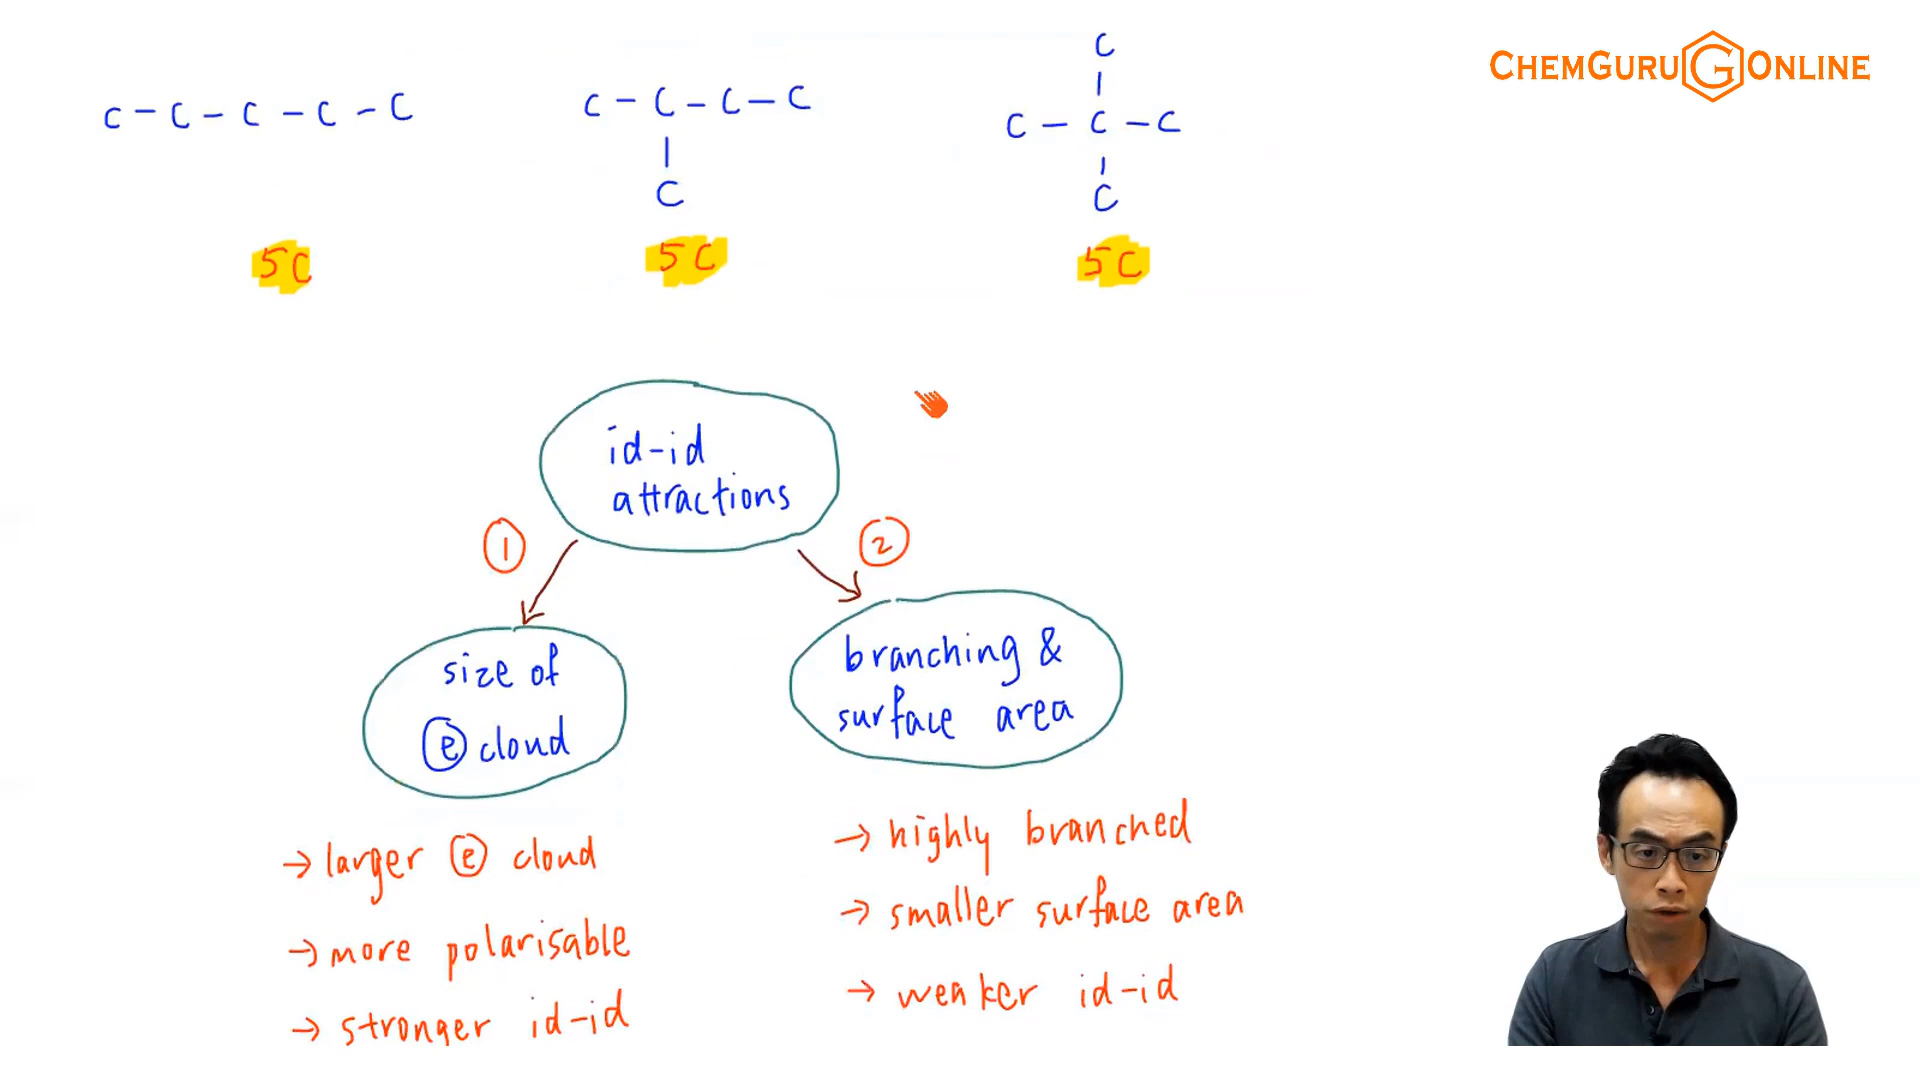 CHEMGURU G ONLINE
C - C - C - C - C
C - C - C - C
|
C
C
|
C - C - C
|
C
5C
5C
5C
id-id
attractions
1
2
size of
e cloud
branching &
surface area
→ larger e cloud
→ more polarisable
→ stronger id-id
→ highly branched
→ smaller surface area
→ weaker id-id